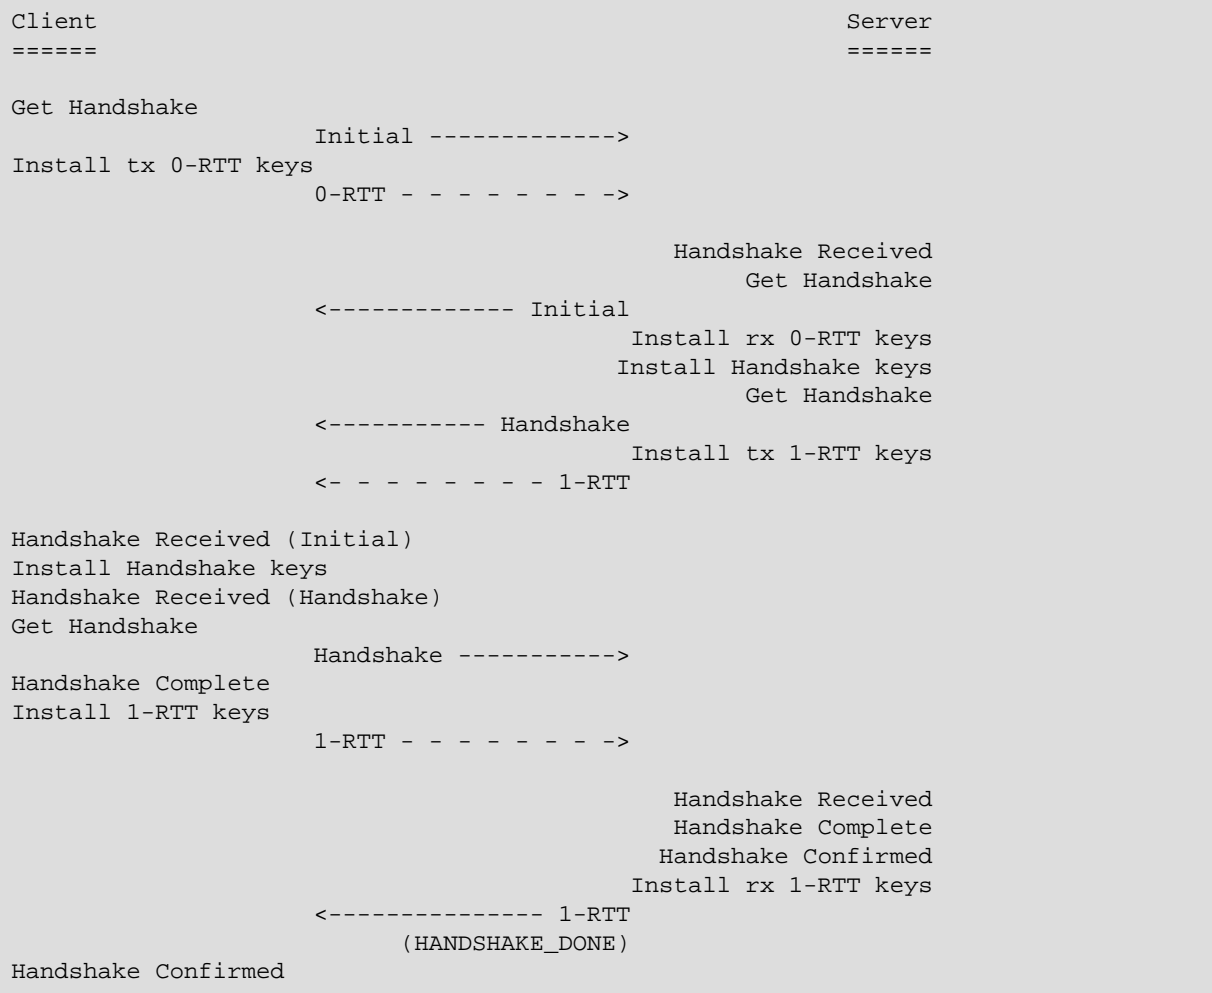 Client                                                    Server
======                                                    ======

Get Handshake
                     Initial ------------->
Install tx 0-RTT keys
                     0-RTT - - - - - - - ->

                                              Handshake Received
                                                   Get Handshake
                     <------------- Initial
                                           Install rx 0-RTT keys
                                          Install Handshake keys
                                                   Get Handshake
                     <----------- Handshake
                                           Install tx 1-RTT keys
                     <- - - - - - - - 1-RTT

Handshake Received (Initial)
Install Handshake keys
Handshake Received (Handshake)
Get Handshake
                     Handshake ----------->
Handshake Complete
Install 1-RTT keys
                     1-RTT - - - - - - - ->

                                              Handshake Received
                                              Handshake Complete
                                             Handshake Confirmed
                                           Install rx 1-RTT keys
                     <--------------- 1-RTT
                           (HANDSHAKE_DONE)
Handshake Confirmed